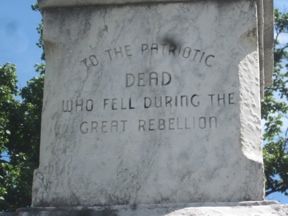 TO THE PATRIOTIC
DEAD
WHO FELL DURING THE
GREAT REBELLION